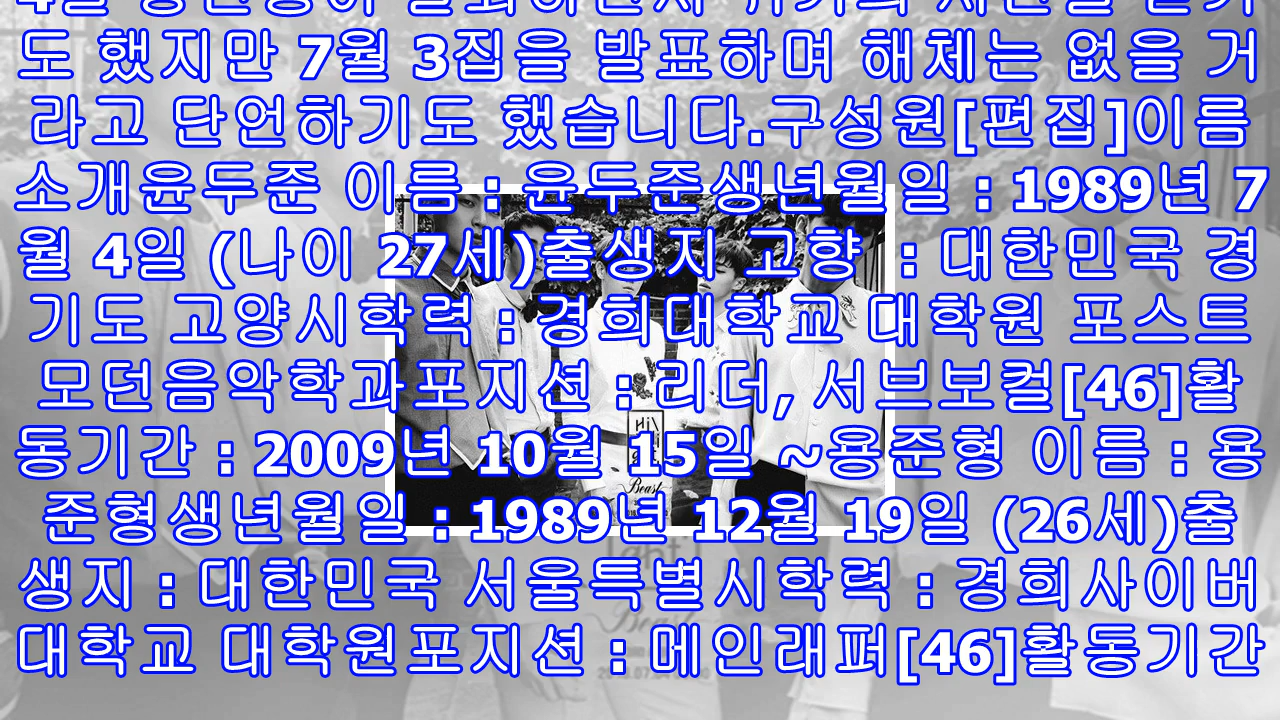 도 했지만 7월 3집을 발표하며 해체는 없을 거
라고 단언하기도 했습니다.구성원[편집]이름
소개윤두준 이름 : 윤두준생년월일 : 1989년 7
월 4일 (나이 27세)출생지 고향 : 대한민국 경
기도 고양시학력 : 경희대학교 대학원 포스트
모던음악학과포지션 : 리더, 서브보컬[46]활
동기간 : 2009년 10월 15일 ~용준형 이름 : 용
준형생년월일 : 1989년 12월 19일 (26세)출
생지 : 대한민국 서울특별시학력 : 경희사이버
대학교 대학원포지션 : 메인래퍼[46]활동기간
Beast